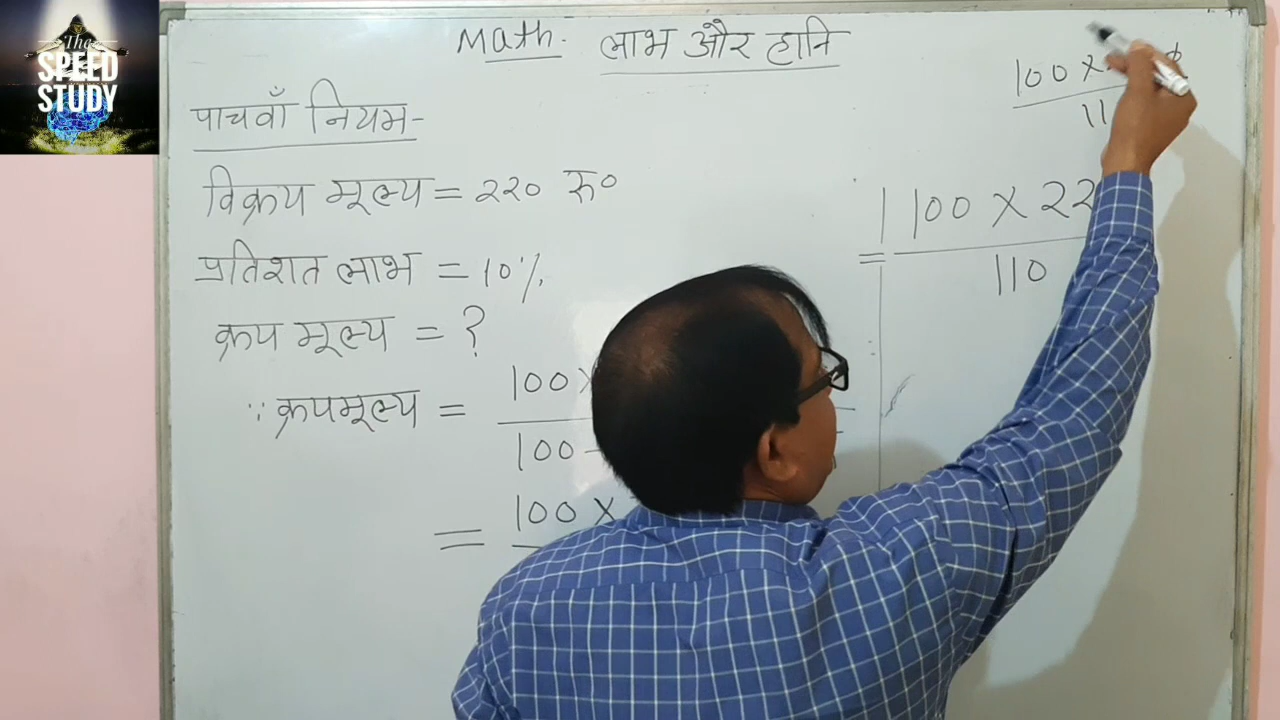 The
SPEED
STUDY
Math. लाभ और हानि
पाचवाँ नियम-
विक्रय मूल्य = २२० रु०
प्रतिशत लाभ = 10%
क्रय मूल्य = ?
∵ क्रयमूल्य = 100 ×
100 -
= 100 ×
100 ×
11
= 100 × 22
110